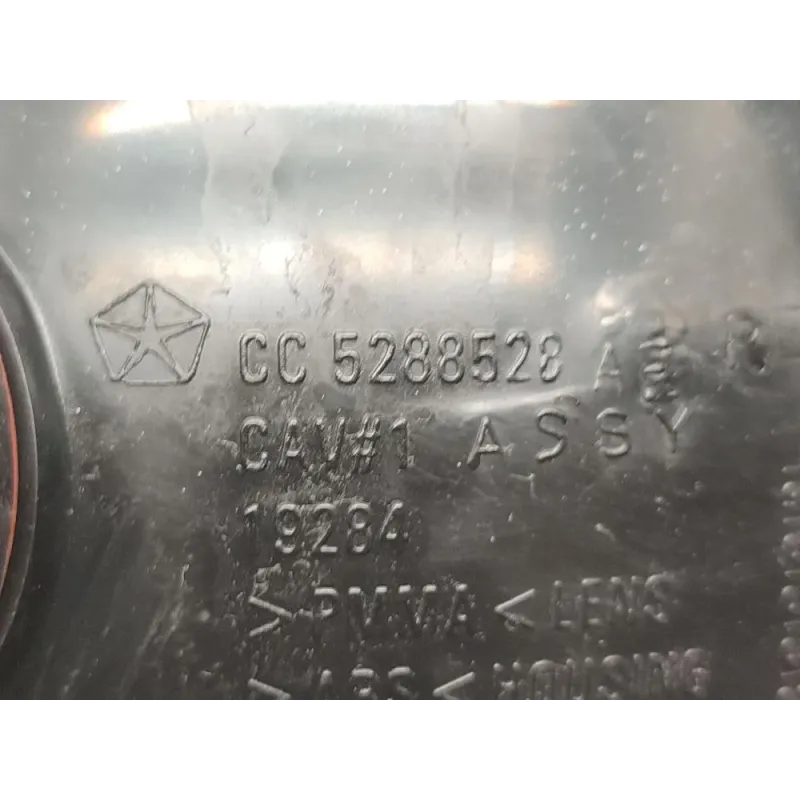 CC 5288528 A R
CAV#1 ASSY
19284
>PMMA< LENS
>ABS< HOUSING